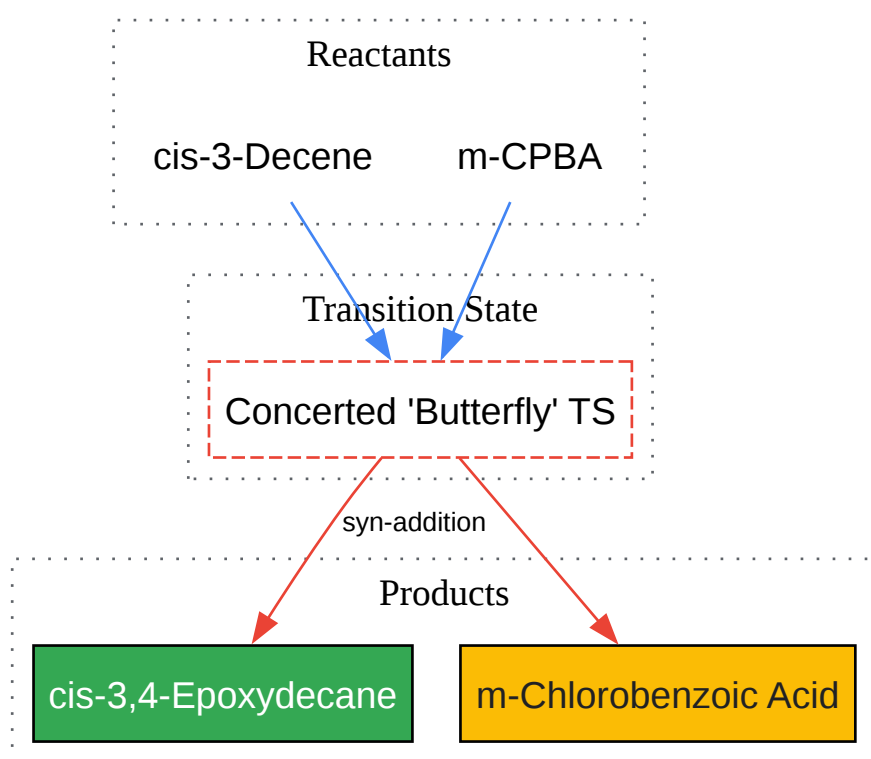 Reactants
cis-3-Decene
m-CPBA
Transition State
Concerted 'Butterfly' TS
syn-addition
Products
cis-3,4-Epoxydecane
m-Chlorobenzoic Acid